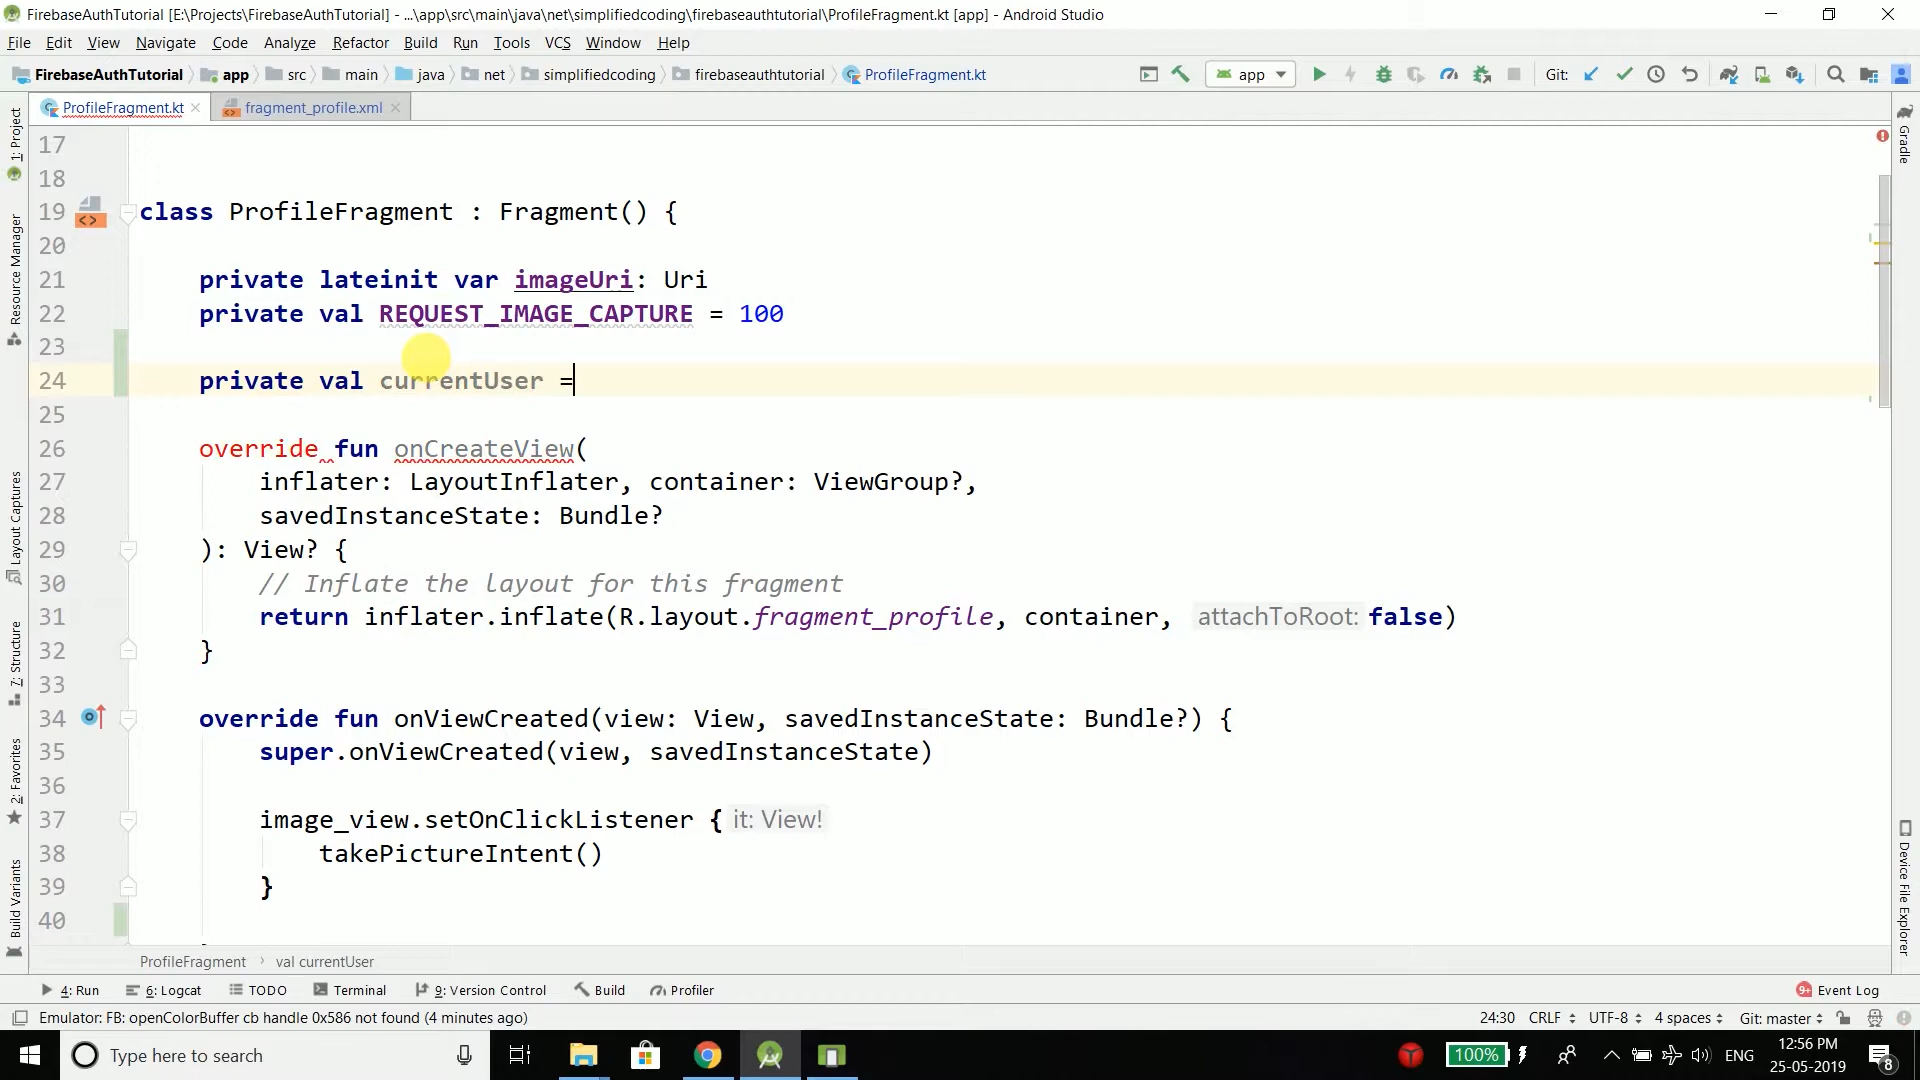 FirebaseAuthTutorial [E:\Projects\FirebaseAuthTutorial] - ...\app\src\main\java\net\simplifiedcoding\firebaseauthtutorial\ProfileFragment.kt [app] - Android Studio
File Edit View Navigate Code Analyze Refactor Build Run Tools VCS Window Help
FirebaseAuthTutorial app src main java net simplifiedcoding firebaseauthtutorial ProfileFragment.kt app Git:
ProfileFragment.kt fragment_profile.xml
1: Project
Resource Manager
Layout Captures
7: Structure
2: Favorites
Build Variants
Gradle
Device File Explorer
17
18
19 class ProfileFragment : Fragment() {
20
21 private lateinit var imageUri: Uri
22 private val REQUEST_IMAGE_CAPTURE = 100
23
24 private val currentUser =
25
26 override fun onCreateView(
27 inflater: LayoutInflater, container: ViewGroup?,
28 savedInstanceState: Bundle?
29 ): View? {
30 // Inflate the layout for this fragment
31 return inflater.inflate(R.layout.fragment_profile, container, attachToRoot: false)
32 }
33
34 override fun onViewCreated(view: View, savedInstanceState: Bundle?) {
35 super.onViewCreated(view, savedInstanceState)
36
37 image_view.setOnClickListener { it: View!
38 takePictureIntent()
39 }
40
ProfileFragment › val currentUser
4: Run 6: Logcat TODO Terminal 9: Version Control Build Profiler 9+ Event Log
Emulator: FB: openColorBuffer cb handle 0x586 not found (4 minutes ago) 24:30 CRLF UTF-8 4 spaces Git: master
Type here to search 100% ENG 12:56 PM
25-05-2019 8